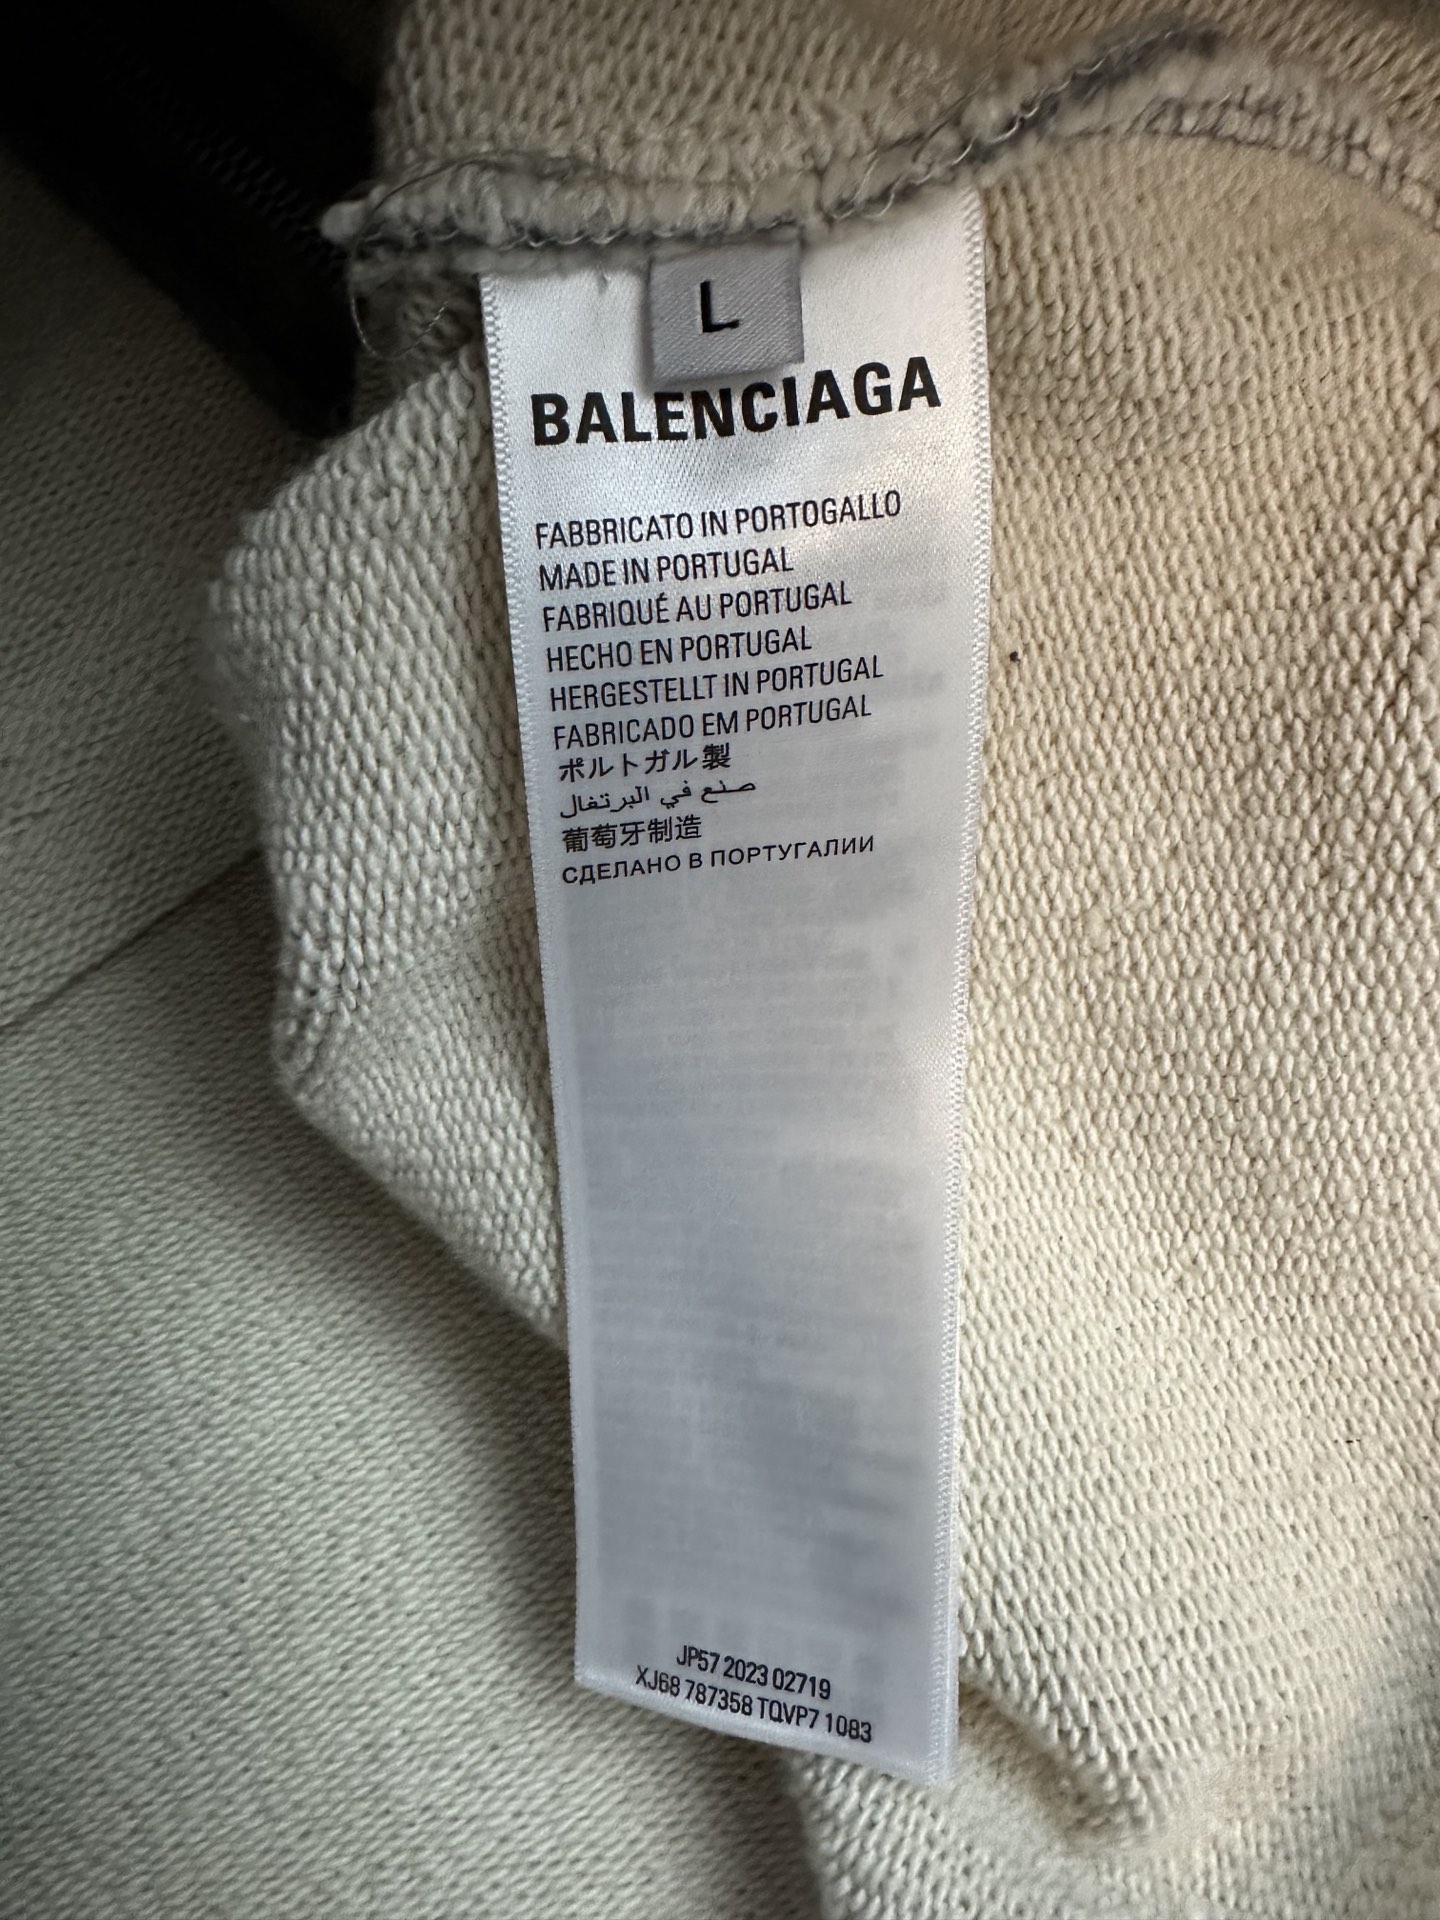 L
BALENCIAGA
FABBRICATO IN PORTOGALLO
MADE IN PORTUGAL
FABRIQUÉ AU PORTUGAL
HECHO EN PORTUGAL
HERGESTELLT IN PORTUGAL
FABRICADO EM PORTUGAL
ポルトガル製
صنع في البرتغال
葡萄牙制造
СДЕЛАНО В ПОРТУГАЛИИ
JP57 2023 02719
XJ68 787358 TQVP7 1083